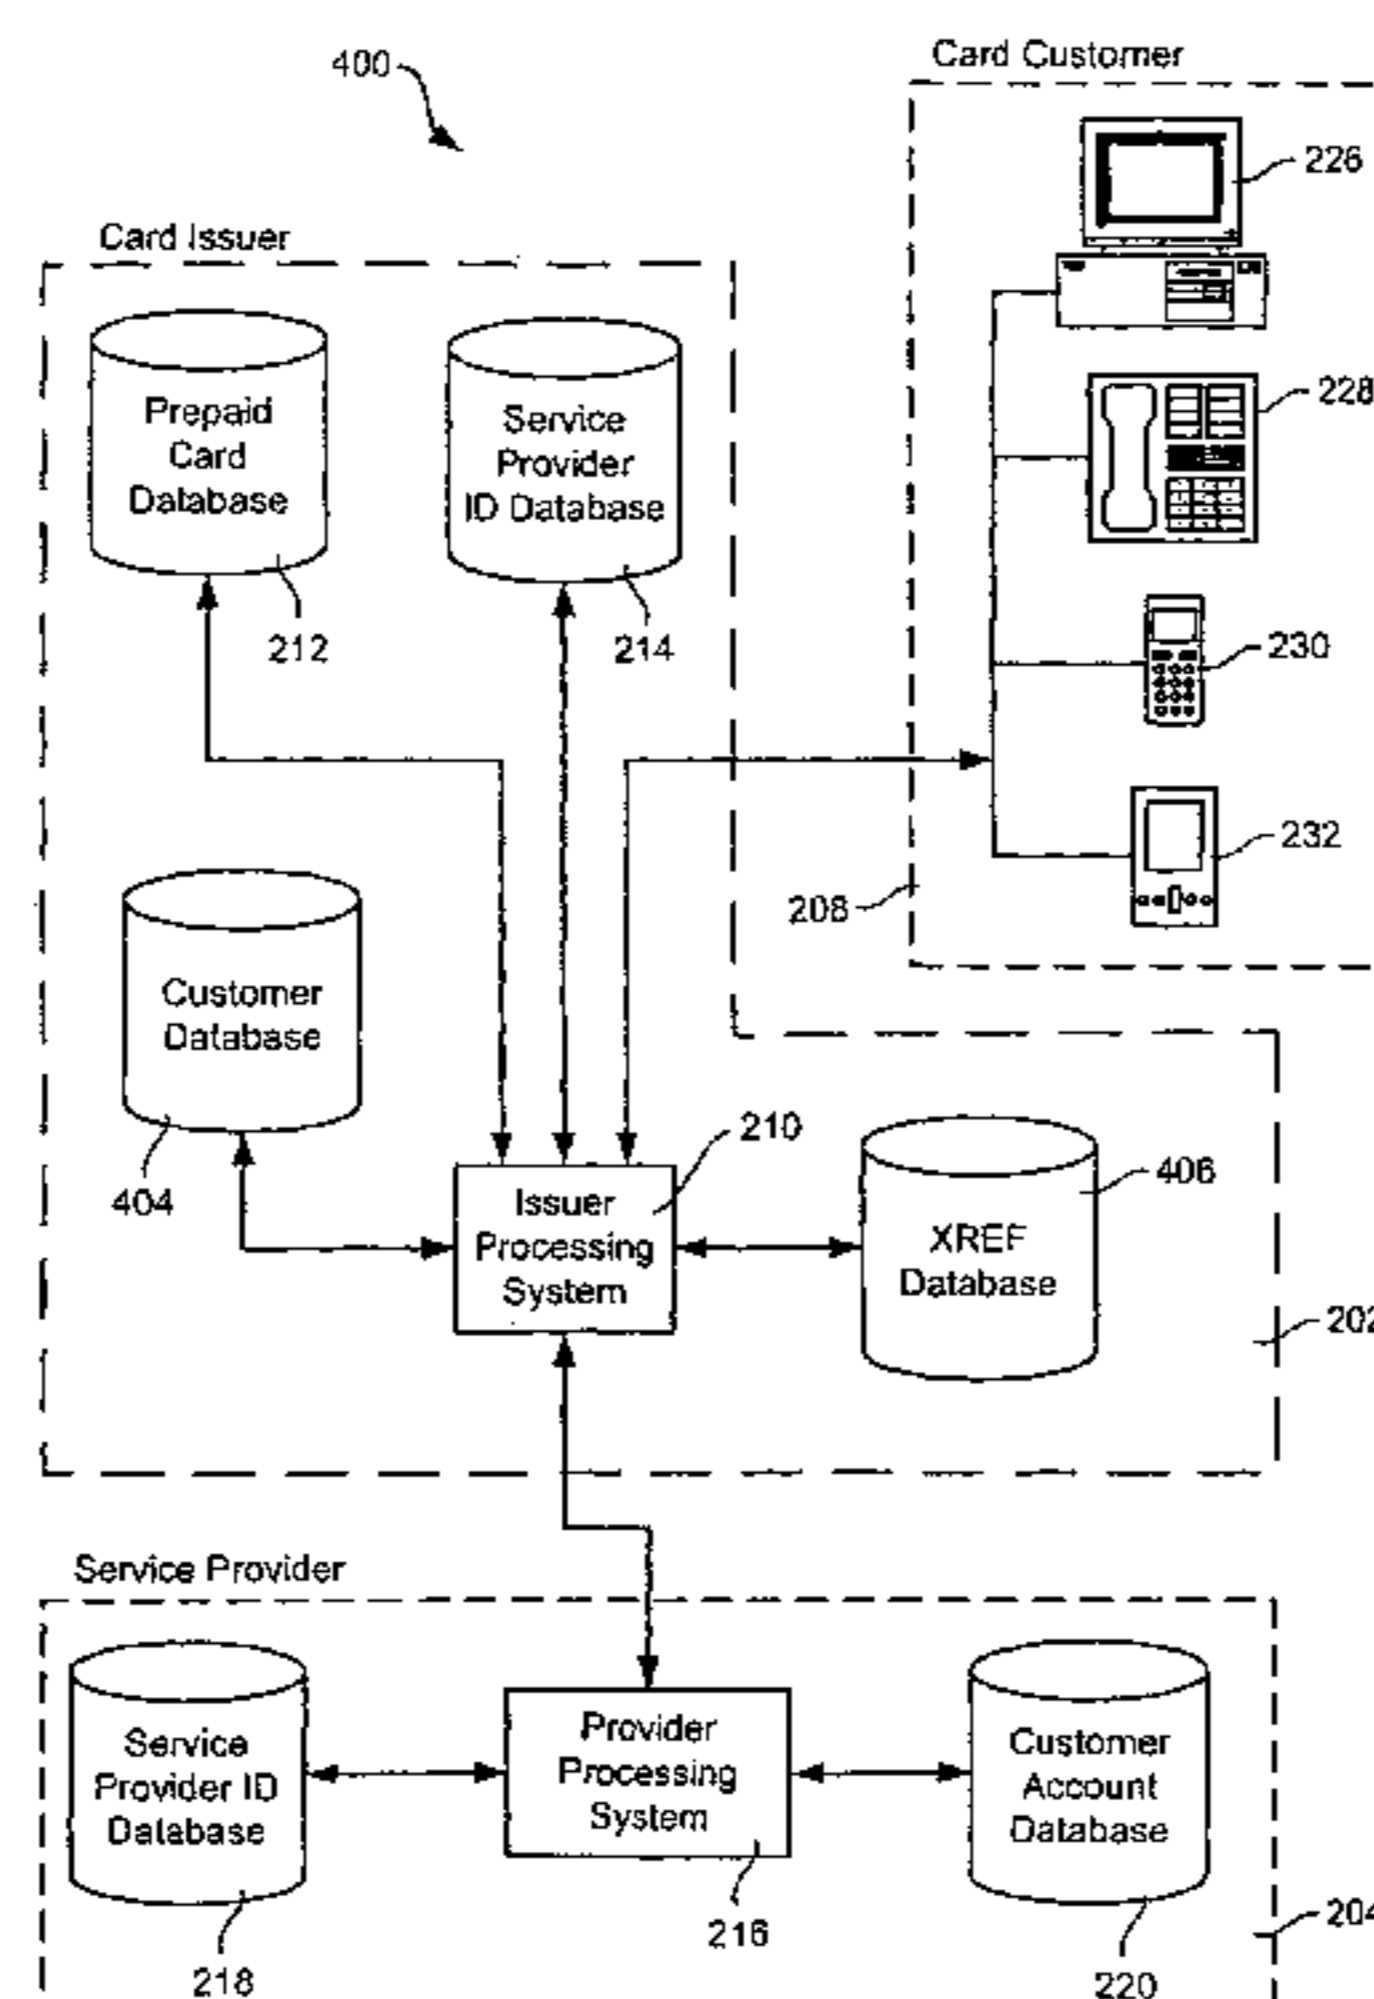 400
Card Customer
226
Card Issuer
228
Prepaid
Card
Database
Service
Provider
ID Database
212
214
230
232
208
Customer
Database
404
210
406
Issuer
Processing
System
XREF
Database
202
Service Provider
Service
Provider ID
Database
Provider
Processing
System
Customer
Account
Database
204
216
218
220